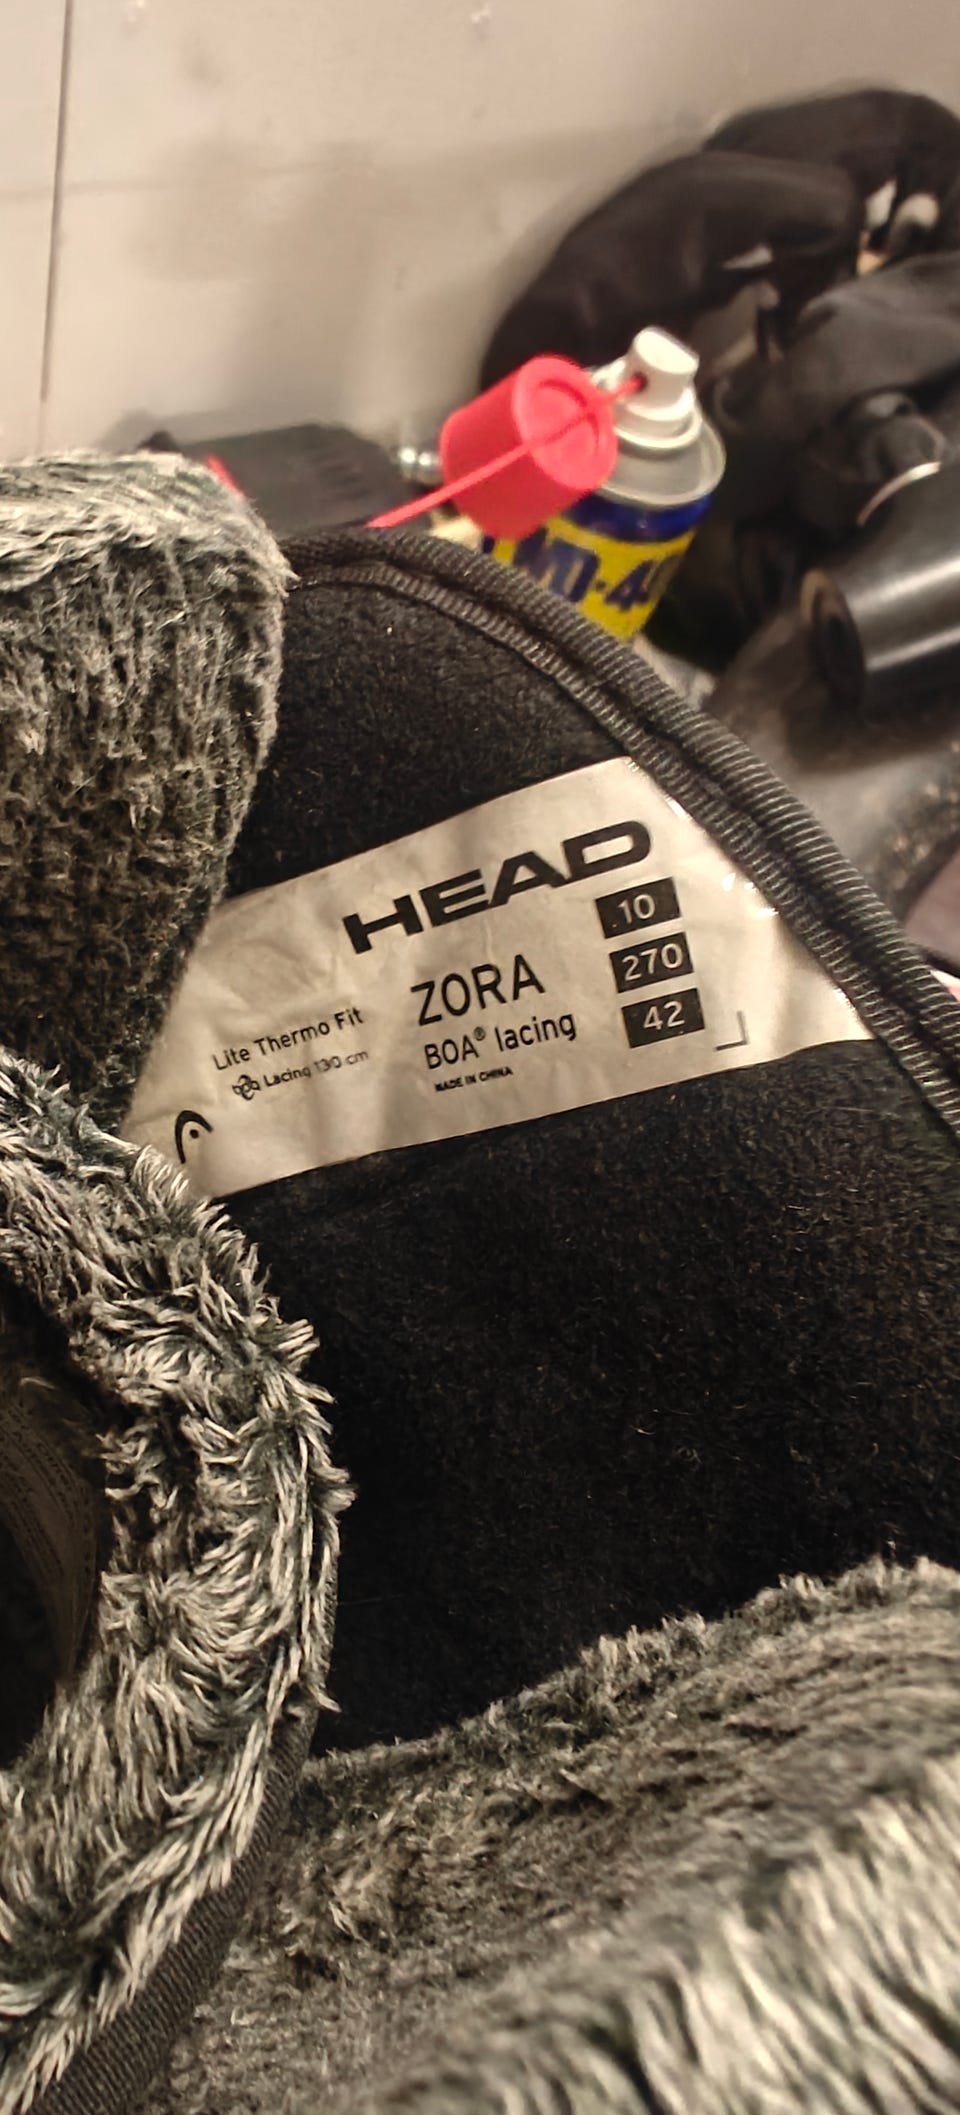 WD-40
HEAD
10
ZORA
270
Lite Thermo Fit
BOA® lacing
42
Lacing 130 cm
MADE IN CHINA